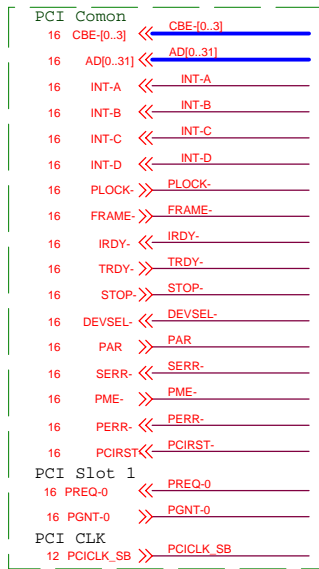 PCI Comon
16 CBE-[0..3] CBE-[0..3]
16 AD[0..31] AD[0..31]
16 INT-A INT-A
16 INT-B INT-B
16 INT-C INT-C
16 INT-D INT-D
16 PLOCK- PLOCK-
16 FRAME- FRAME-
16 IRDY- IRDY-
16 TRDY- TRDY-
16 STOP- STOP-
16 DEVSEL- DEVSEL-
16 PAR PAR
16 SERR- SERR-
16 PME- PME-
16 PERR- PERR-
16 PCIRST PCIRST-
PCI Slot 1
16 PREQ-0 PREQ-0
16 PGNT-0 PGNT-0
PCI CLK
12 PCICLK_SB PCICLK_SB